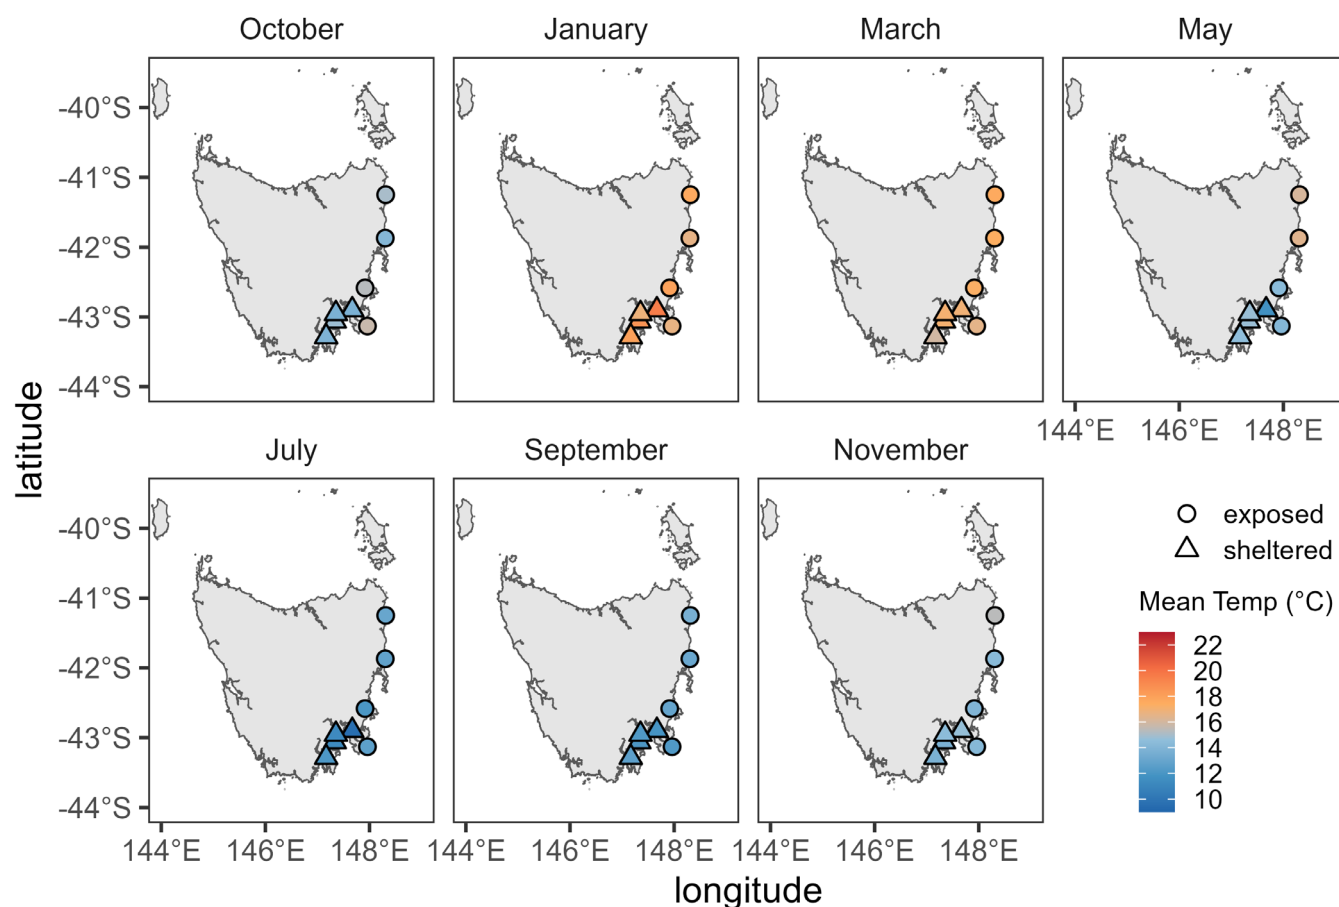 October January March May
-40°S
-41°S
-42°S
-43°S
-44°S
144°E 146°E 148°E
latitude
July September November
-40°S
-41°S
-42°S
-43°S
-44°S
144°E 146°E 148°E 144°E 146°E 148°E 144°E 146°E 148°E
longitude
exposed
sheltered
Mean Temp (°C)
22
20
18
16
14
12
10